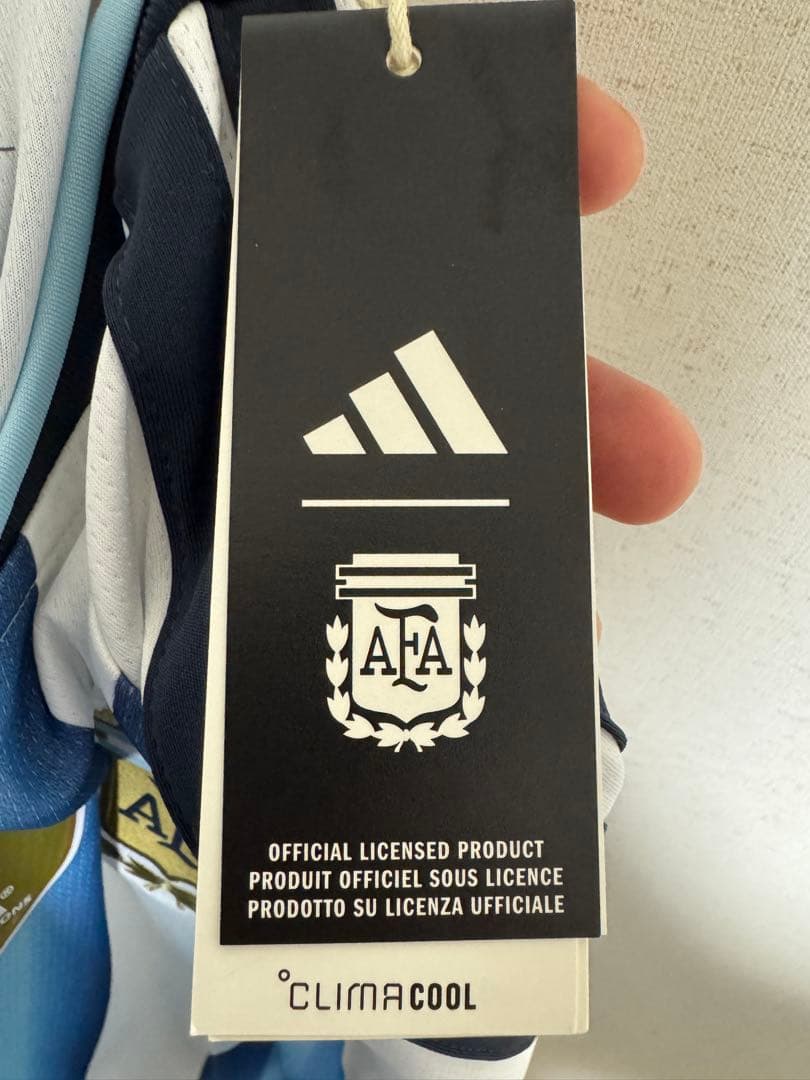 AFA
OFFICIAL LICENSED PRODUCT
PRODUIT OFFICIEL SOUS LICENCE
PRODOTTO SU LICENZA UFFICIALE
°CLIMACOOL